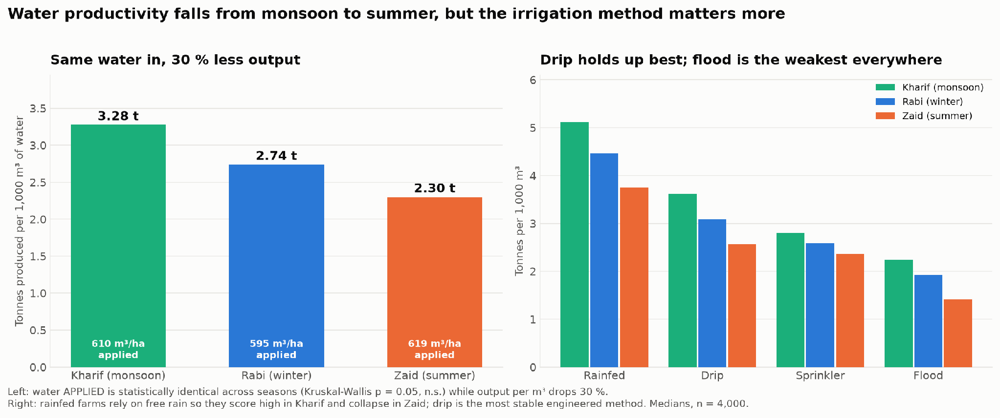 Water productivity falls from monsoon to summer, but the irrigation method matters more
Same water in, 30 % less output
Tonnes produced per 1,000 m³ of water
3.5
3.0
2.5
2.0
1.5
1.0
0.5
0.0
3.28 t
2.74 t
2.30 t
610 m³/ha
applied
595 m³/ha
applied
619 m³/ha
applied
Kharif (monsoon)
Rabi (winter)
Zaid (summer)
Drip holds up best; flood is the weakest everywhere
Tonnes per 1,000 m³
6
5
4
3
2
1
0
Kharif (monsoon)
Rabi (winter)
Zaid (summer)
Rainfed
Drip
Sprinkler
Flood
Left: water APPLIED is statistically identical across seasons (Kruskal-Wallis p = 0.05, n.s.) while output per m³ drops 30 %.
Right: rainfed farms rely on free rain so they score high in Kharif and collapse in Zaid; drip is the most stable engineered method. Medians, n = 4,000.